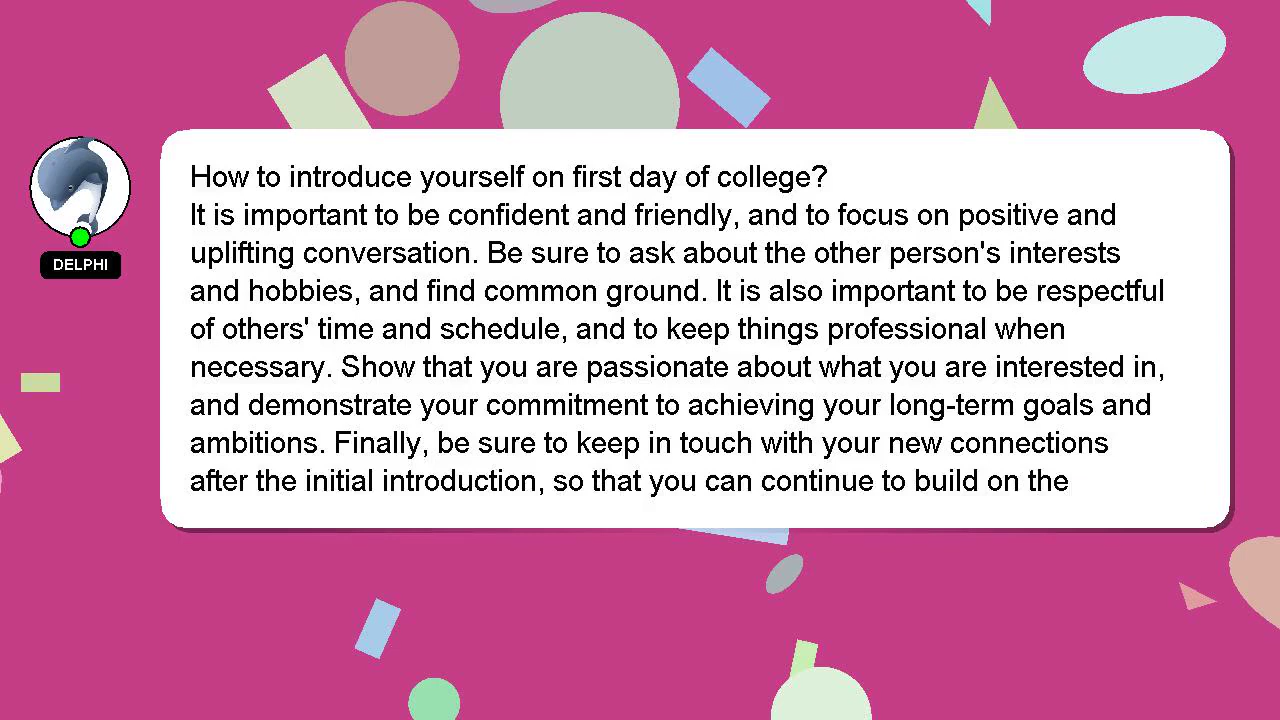 How to introduce yourself on first day of college?
It is important to be confident and friendly, and to focus on positive and
uplifting conversation. Be sure to ask about the other person's interests
and hobbies, and find common ground. It is also important to be respectful
of others' time and schedule, and to keep things professional when
necessary. Show that you are passionate about what you are interested in,
and demonstrate your commitment to achieving your long-term goals and
ambitions. Finally, be sure to keep in touch with your new connections
after the initial introduction, so that you can continue to build on the
DELPHI